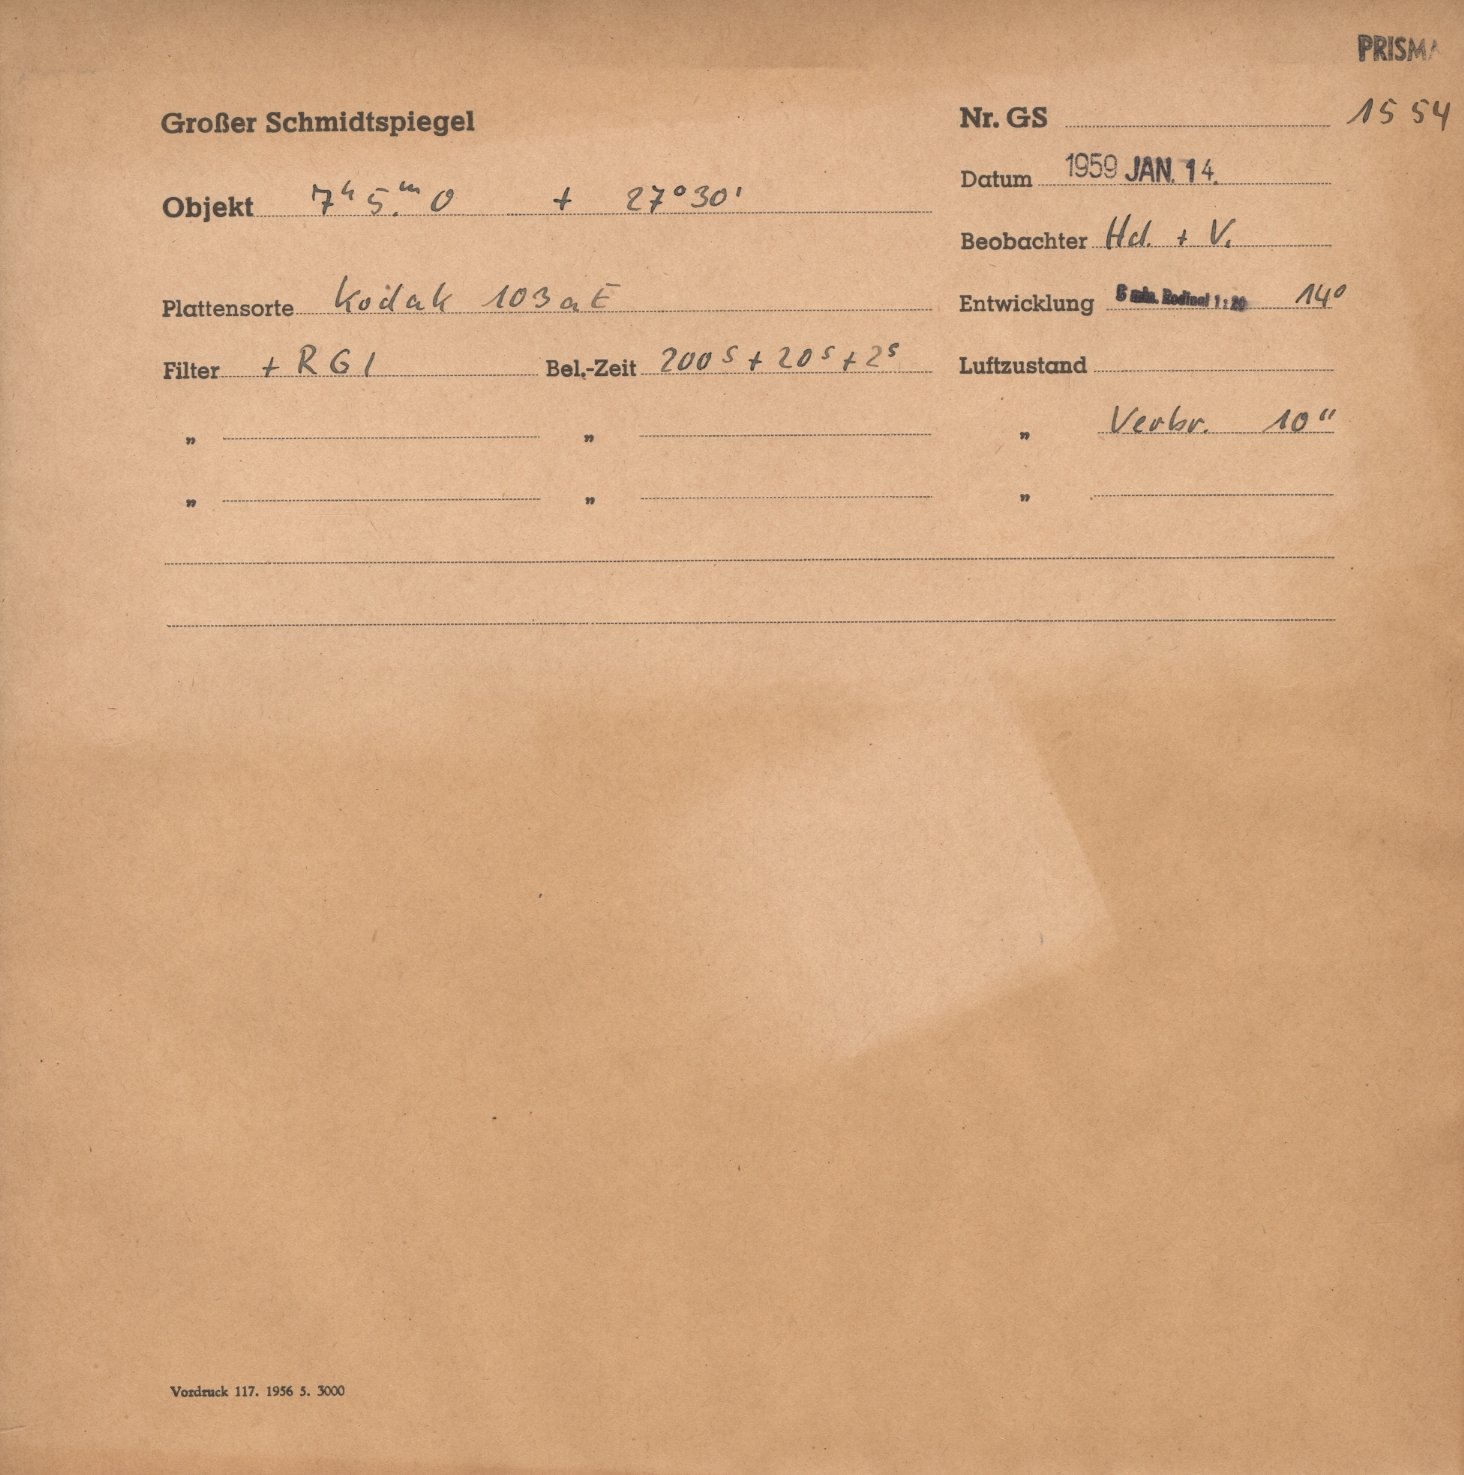 PRISMA
Großer Schmidtspiegel
Nr. GS 1554
Datum 1959 JAN. 14.
Objekt 7h 5.m 0 + 27°30'
Beobachter Hd. + V.
Plattensorte Kodak 103aE
Entwicklung 5 min. Rodinal 1:20 14°
Filter + RG1 Bel.-Zeit 200s + 20s + 2s Luftzustand
" " " Verbr. 10"
" " "
Vordruck 117. 1956 5. 3000